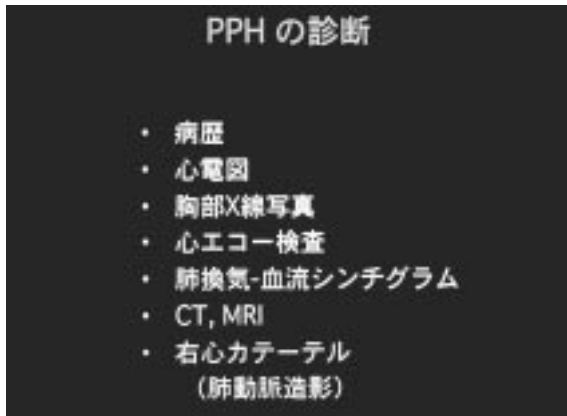 PPH の診断
・ 病歴
・ 心電図
・ 胸部X線写真
・ 心エコー検査
・ 肺換気-血流シンチグラム
・ CT, MRI
・ 右心カテーテル
（肺動脈造影）